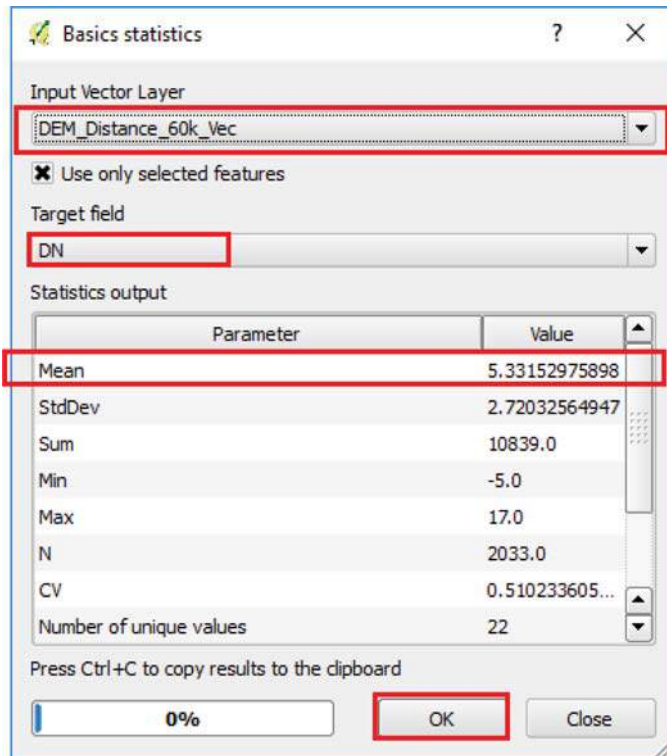 Basics statistics ?
Input Vector Layer
DEM_Distance_60k_Vec
Use only selected features
Target field
DN
Statistics output
Parameter Value
Mean 5.33152975898
StdDev 2.72032564947
Sum 10839.0
Min -5.0
Max 17.0
N 2033.0
CV 0.510233605...
Number of unique values 22
Press Ctrl+C to copy results to the clipboard
0% OK Close